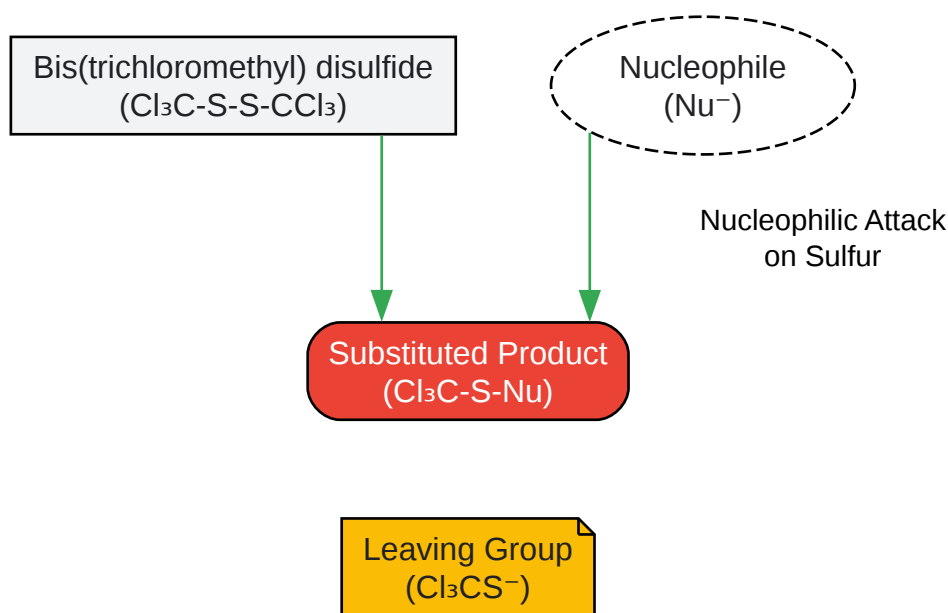 Bis(trichloromethyl) disulfide
(Cl₃C-S-S-CCl₃)
Nucleophile
(Nu⁻)
Nucleophilic Attack
on Sulfur
Substituted Product
(Cl₃C-S-Nu)
Leaving Group
(Cl₃CS⁻)